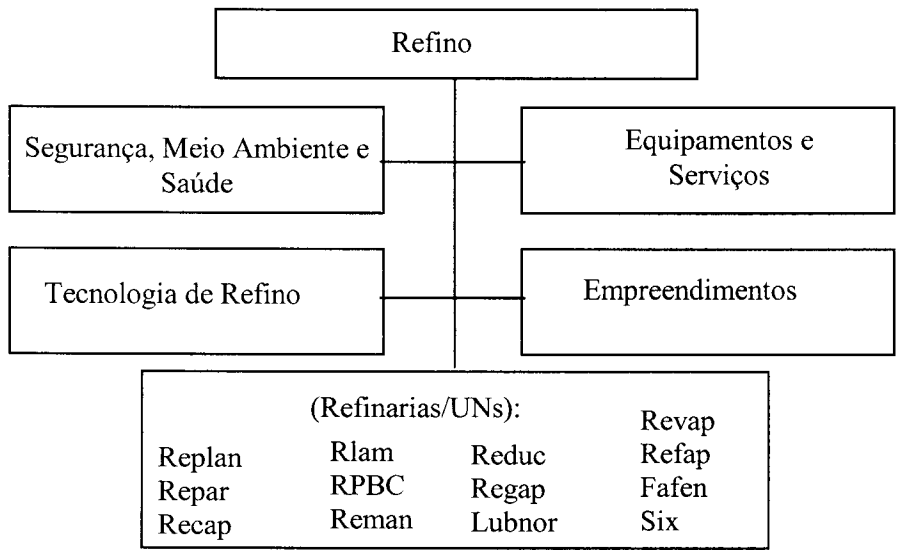 Refino
Segurança, Meio Ambiente e
Saúde
Equipamentos e
Serviços
Tecnologia de Refino
Empreendimentos
(Refinarias/UNs):
Replan
Repar
Recap
Rlam
RPBC
Reman
Reduc
Regap
Lubnor
Revap
Refap
Fafen
Six